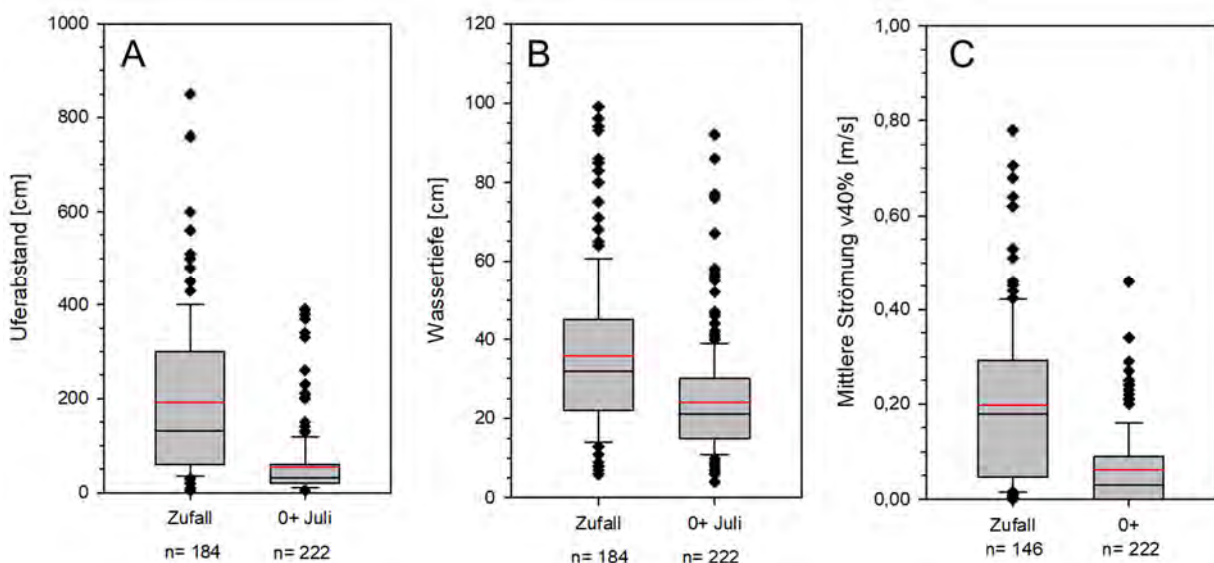 A
Uferabstand [cm]
1000
800
600
400
200
0
Zufall
0+ Juli
n= 184
n= 222
B
Wassertiefe [cm]
120
100
80
60
40
20
0
Zufall
0+ Juli
n= 184
n= 222
C
Mittlere Strömnung v40% [m/s]
1,00
0,80
0,60
0,40
0,20
0,00
Zufall
0+
n= 146
n= 222